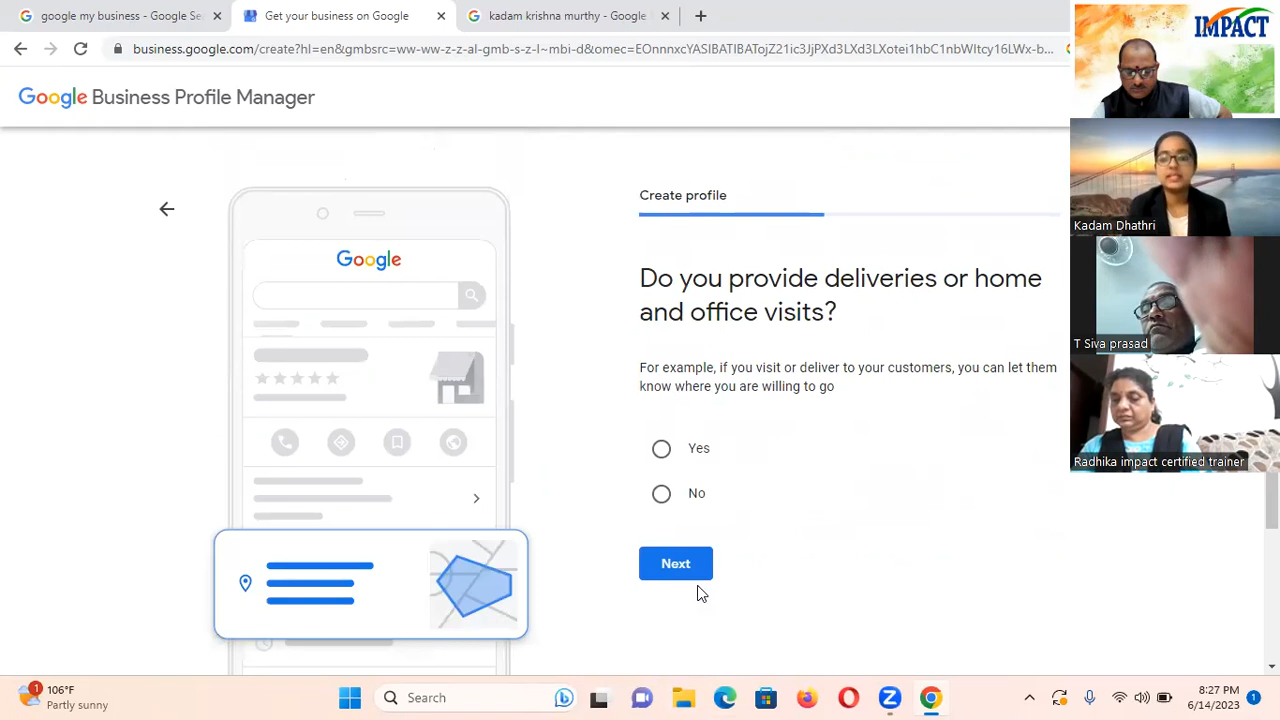 google my business - Google Se
Get your business on Google
kadam krishna murthy - Google
business.google.com/create?hl=en&gmbsrc=ww-ww-z-z-al-gmb-s-z-l-nbi-d&omec=
Google Business Profile Manager
Create profile
Google
Do you provide deliveries or home
and office visits?
For example, if you visit or deliver to your customers, you can let them
know where you are willing to go
Yes
No
Next
IMPACT
Kadam Dhathri
T Siva prasad
Radhika impact certified trainer
1
106°F
Partly sunny
Search
8:27 PM
6/14/2023
1